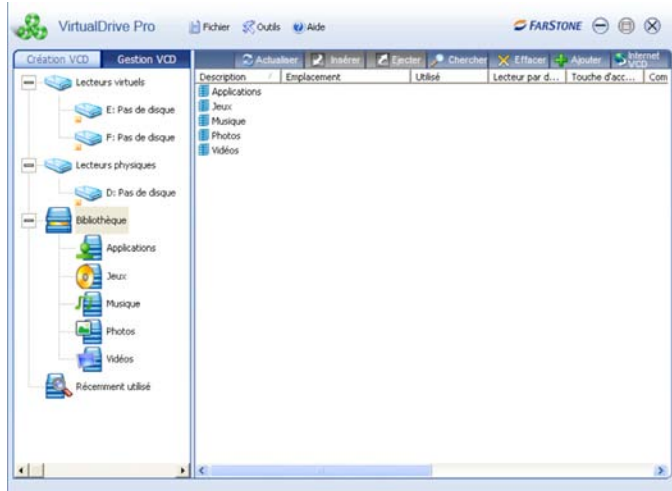 VirtualDrive Pro Fichier Outils Aide FARSTONE
Création VCD Gestion VCD Actualiser Insérer Ejecter Chercher Effacer Ajouter Internet VCD
Description Emplacement Utilisé Lecteur par d... Touche d'acc... Com
Lecteurs virtuels
E: Pas de disque
F: Pas de disque
Lecteurs physiques
D: Pas de disque
Bibliothèque
Applications
Jeux
Musique
Photos
Vidéos
Récemment utilisé
Applications
Jeux
Musique
Photos
Vidéos